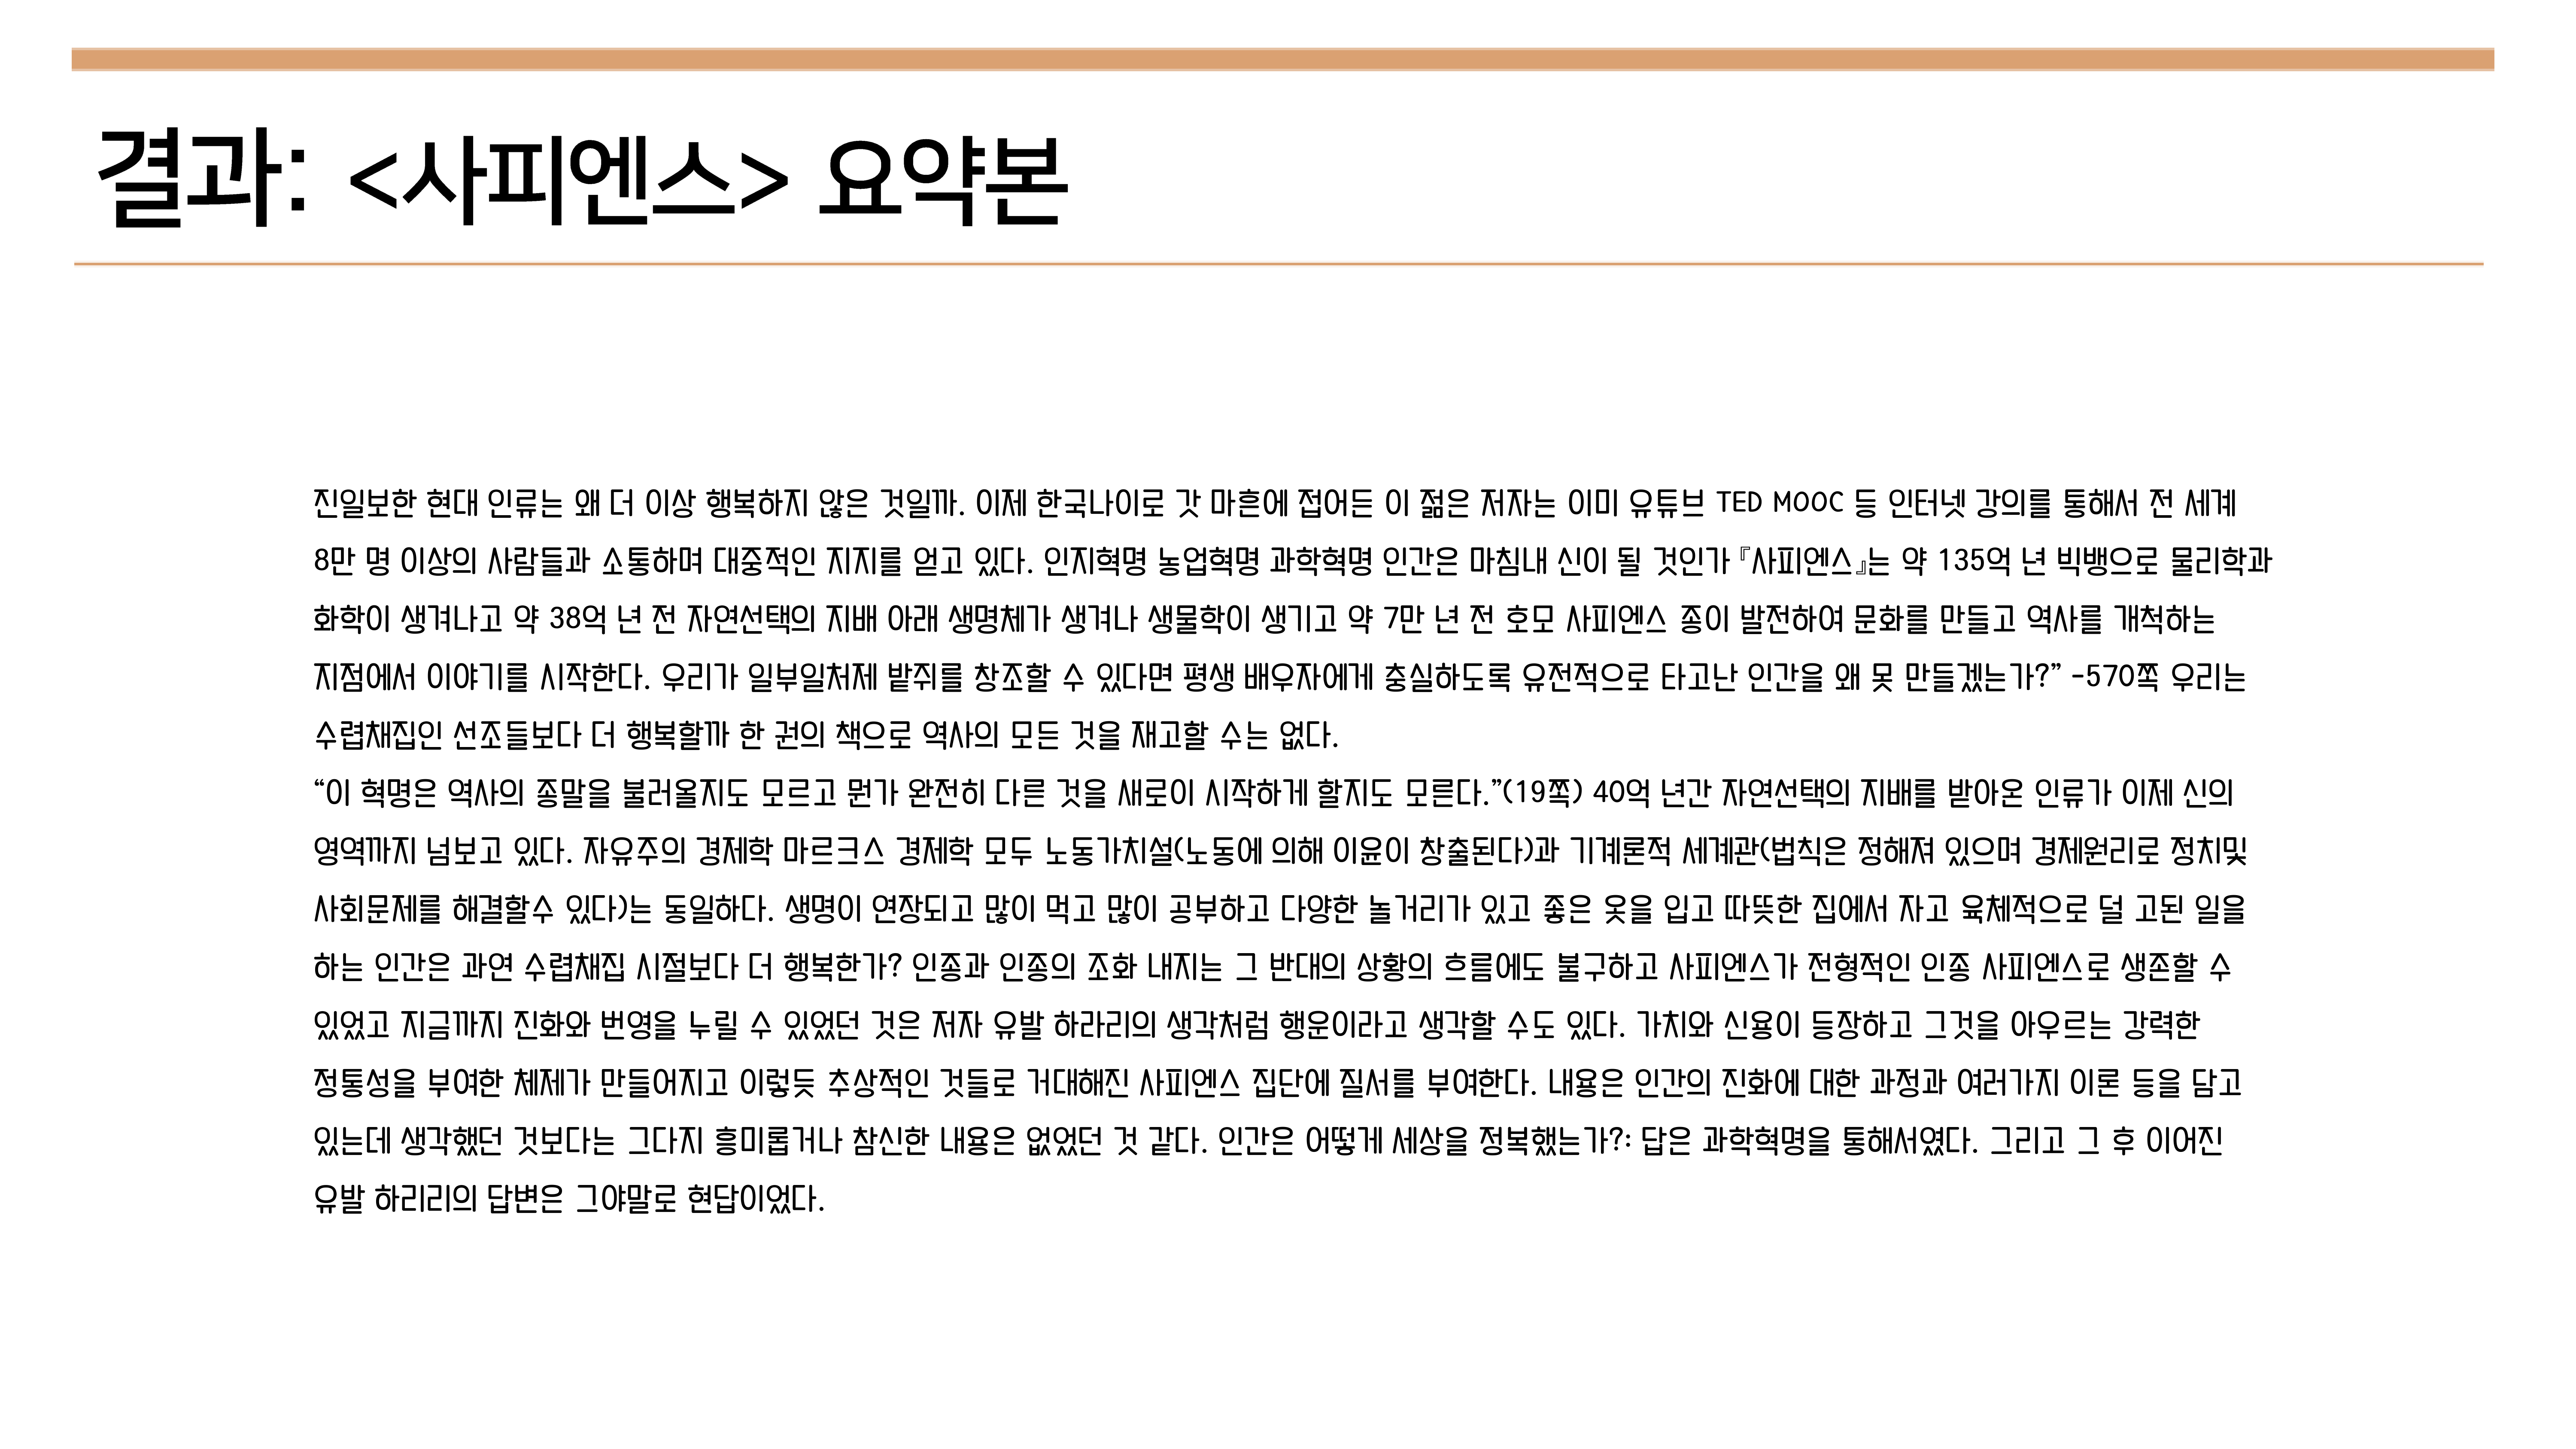 결과: <사피엔스> 요약본
진일보한 현대 인류는 왜 더 이상 행복하지 않은 것일까. 이제 한국나이로 갓 마흔에 접어든 이 젊은 저자는 이미 유튜브 TED MOOC 등 인터넷 강의를 통해서 전 세계
8만 명 이상의 사람들과 소통하며 대중적인 지지를 얻고 있다. 인지혁명 농업혁명 과학혁명 인간은 마침내 신이 될 것인가『사피엔스』는 약 135억 년 빅뱅으로 물리학과
화학이 생겨나고 약 38억 년 전 자연선택의 지배 아래 생명체가 생겨나 생물학이 생기고 약 7만 년 전 호모 사피엔스 종이 발전하여 문화를 만들고 역사를 개척하는
지점에서 이야기를 시작한다. 우리가 일부일처제 밭쥐를 창조할 수 있다면 평생 배우자에게 충실하도록 유전적으로 타고난 인간을 왜 못 만들겠는가?” -570쪽 우리는
수렵채집인 선조들보다 더 행복할까 한 권의 책으로 역사의 모든 것을 재고할 수는 없다.
“이 혁명은 역사의 종말을 불러올지도 모르고 뭔가 완전히 다른 것을 새로이 시작하게 할지도 모른다.”(19쪽) 40억 년간 자연선택의 지배를 받아온 인류가 이제 신의
영역까지 넘보고 있다. 자유주의 경제학 마르크스 경제학 모두 노동가치설(노동에 의해 이윤이 창출된다)과 기계론적 세계관(법칙은 정해져 있으며 경제원리로 정치및
사회문제를 해결할수 있다)는 동일하다. 생명이 연장되고 많이 먹고 많이 공부하고 다양한 놀거리가 있고 좋은 옷을 입고 따뜻한 집에서 자고 육체적으로 덜 고된 일을
하는 인간은 과연 수렵채집 시절보다 더 행복한가? 인종과 인종의 조화 내지는 그 반대의 상황의 흐름에도 불구하고 사피엔스가 전형적인 인종 사피엔스로 생존할 수
있었고 지금까지 진화와 번영을 누릴 수 있었던 것은 저자 유발 하라리의 생각처럼 행운이라고 생각할 수도 있다. 가치와 신용이 등장하고 그것을 아우르는 강력한
정통성을 부여한 체제가 만들어지고 이렇듯 추상적인 것들로 거대해진 사피엔스 집단에 질서를 부여한다. 내용은 인간의 진화에 대한 과정과 여러가지 이론 등을 담고
있는데 생각했던 것보다는 그다지 흥미롭거나 참신한 내용은 없었던 것 같다. 인간은 어떻게 세상을 정복했는가?: 답은 과학혁명을 통해서였다. 그리고 그 후 이어진
유발 하리리의 답변은 그야말로 현답이었다.